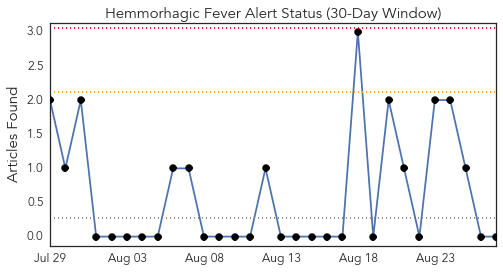 Hemmorhagic Fever Alert Status (30-Day Window)
Articles Found
3.0
2.5
2.0
1.5
1.0
0.5
0.0
Jul 29 Aug 03 Aug 08 Aug 13 Aug 18 Aug 23